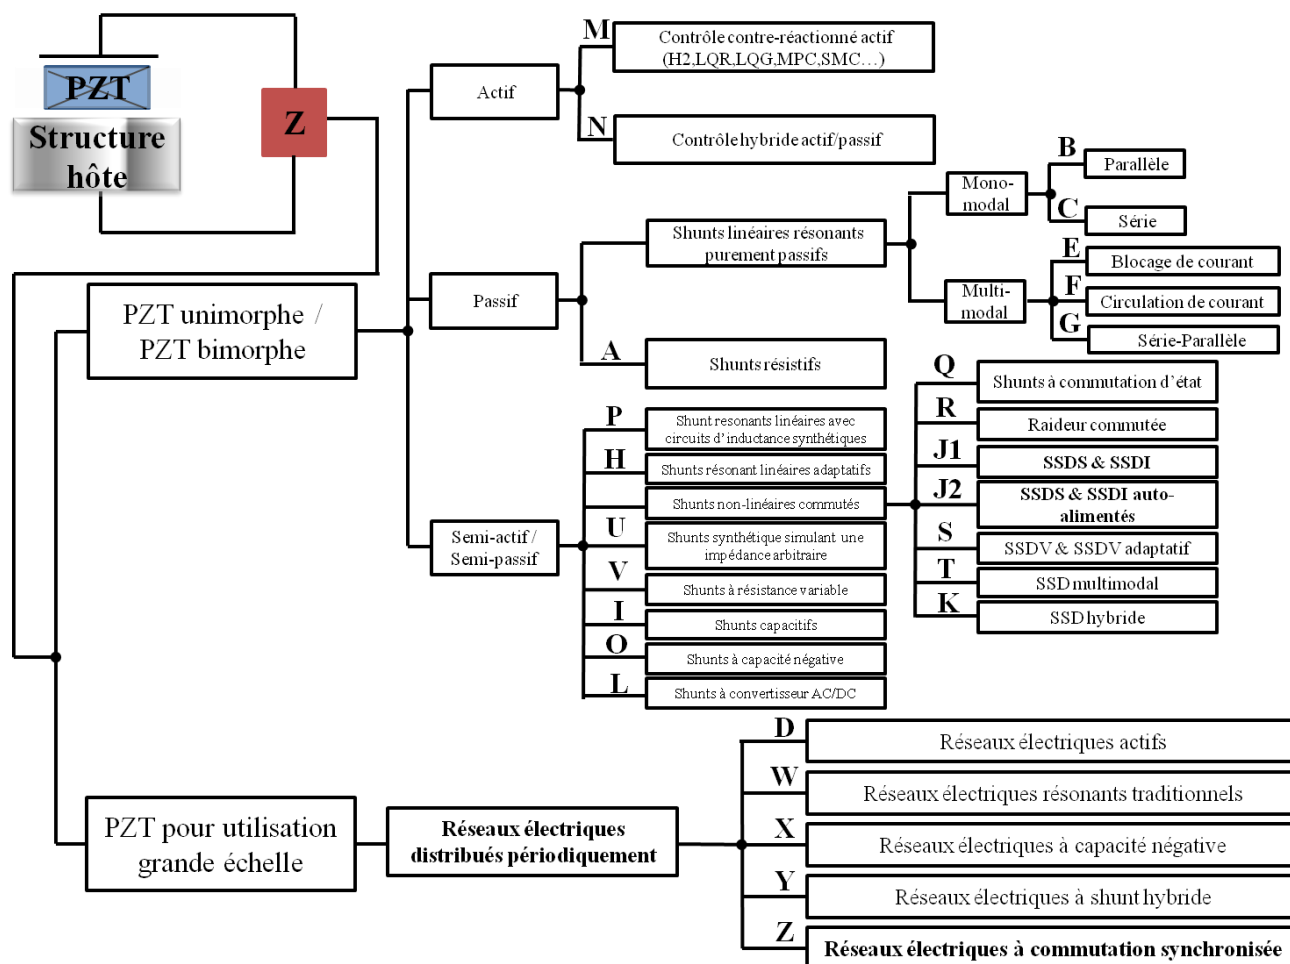 PZT
Structure
hôte
Z
PZT unimorphe /
PZT bimorphe
Actif
M
Contrôle contre-réactionné actif
(H2,LQR,LQG,MPC,SMC…)
N
Contrôle hybride actif/passif
Passif
Shunts linéaires résonants
purement passifs
Mono-
modal
B
Parallèle
C
Série
Multi-
modal
E
Blocage de courant
F
Circulation de courant
G
Série-Parallèle
A
Shunts résistifs
Semi-actif /
Semi-passif
P
Shunt resonants linéaires avec
circuits d’inductance synthétiques
H
Shunts résonant linéaires adaptatifs
Shunts non-linéaires commutés
Q
Shunts à commutation d’état
R
Raideur commutée
J1
SSDS & SSDI
J2
SSDS & SSDI auto-
alimentés
S
SSDV & SSDV adaptatif
T
SSD multimodal
K
SSD hybride
U
Shunts synthétique simulant une
impédance arbitraire
V
Shunts à résistance variable
I
Shunts capacitifs
O
Shunts à capacité négative
L
Shunts à convertisseur AC/DC
PZT pour utilisation
grande échelle
Réseaux électriques
distribués périodiquement
D
Réseaux électriques actifs
W
Réseaux électriques résonants traditionnels
X
Réseaux électriques à capacité négative
Y
Réseaux électriques à shunt hybride
Z
Réseaux électriques à commutation synchronisée